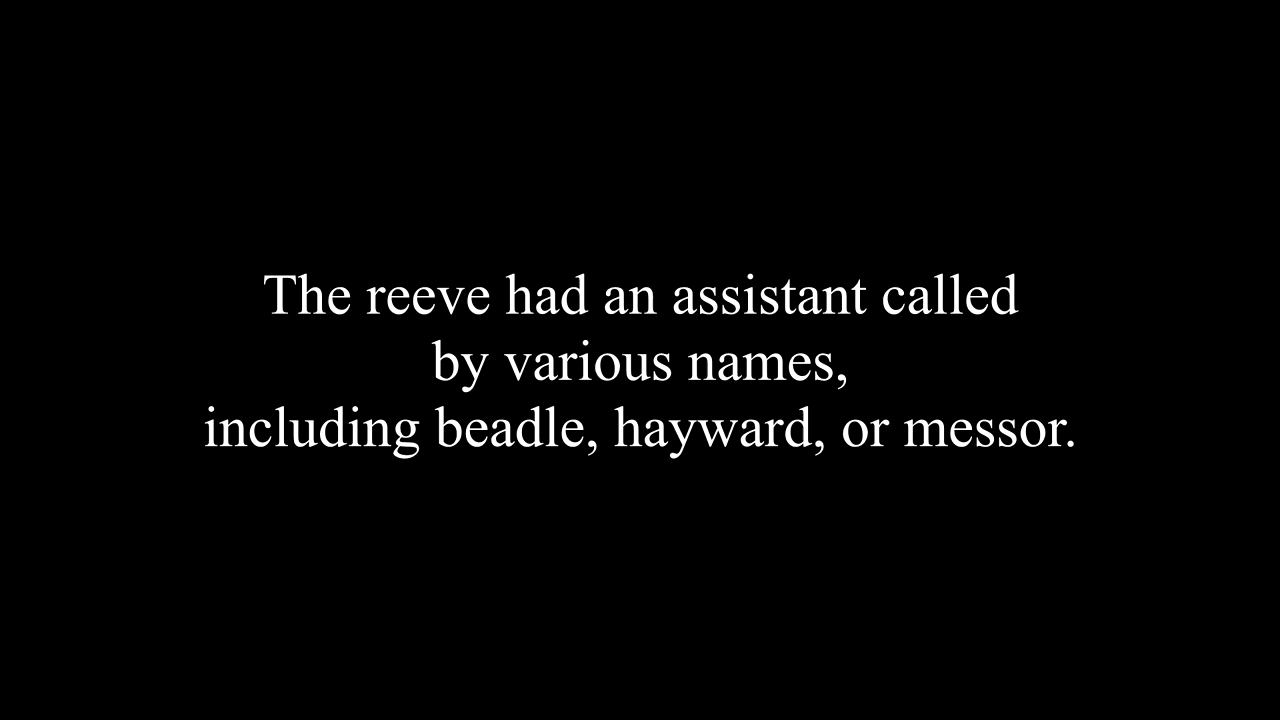 The reeve had an assistant called
by various names,
including beadle, hayward, or messor.